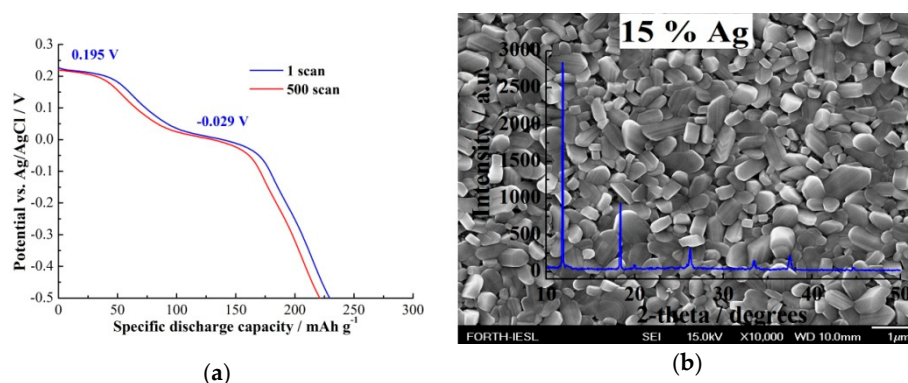 (a)
0.3
0.2
0.1
0.0
-0.1
-0.2
-0.3
-0.4
-0.5
0.195 V
1 scan
500 scan
-0.029 V
Potential vs. Ag/AgCl / V
0 50 100 150 200 250 300
Specific discharge capacity / mAh g⁻¹
(b)
15 % Ag
3000
2500
2000
1500
1000
500
0
Intensity / a.u.
10 20 30 40 50
2-theta / degrees
FORTH-IESL SEI 15.0kV X10,000 WD 10.0mm 1μm